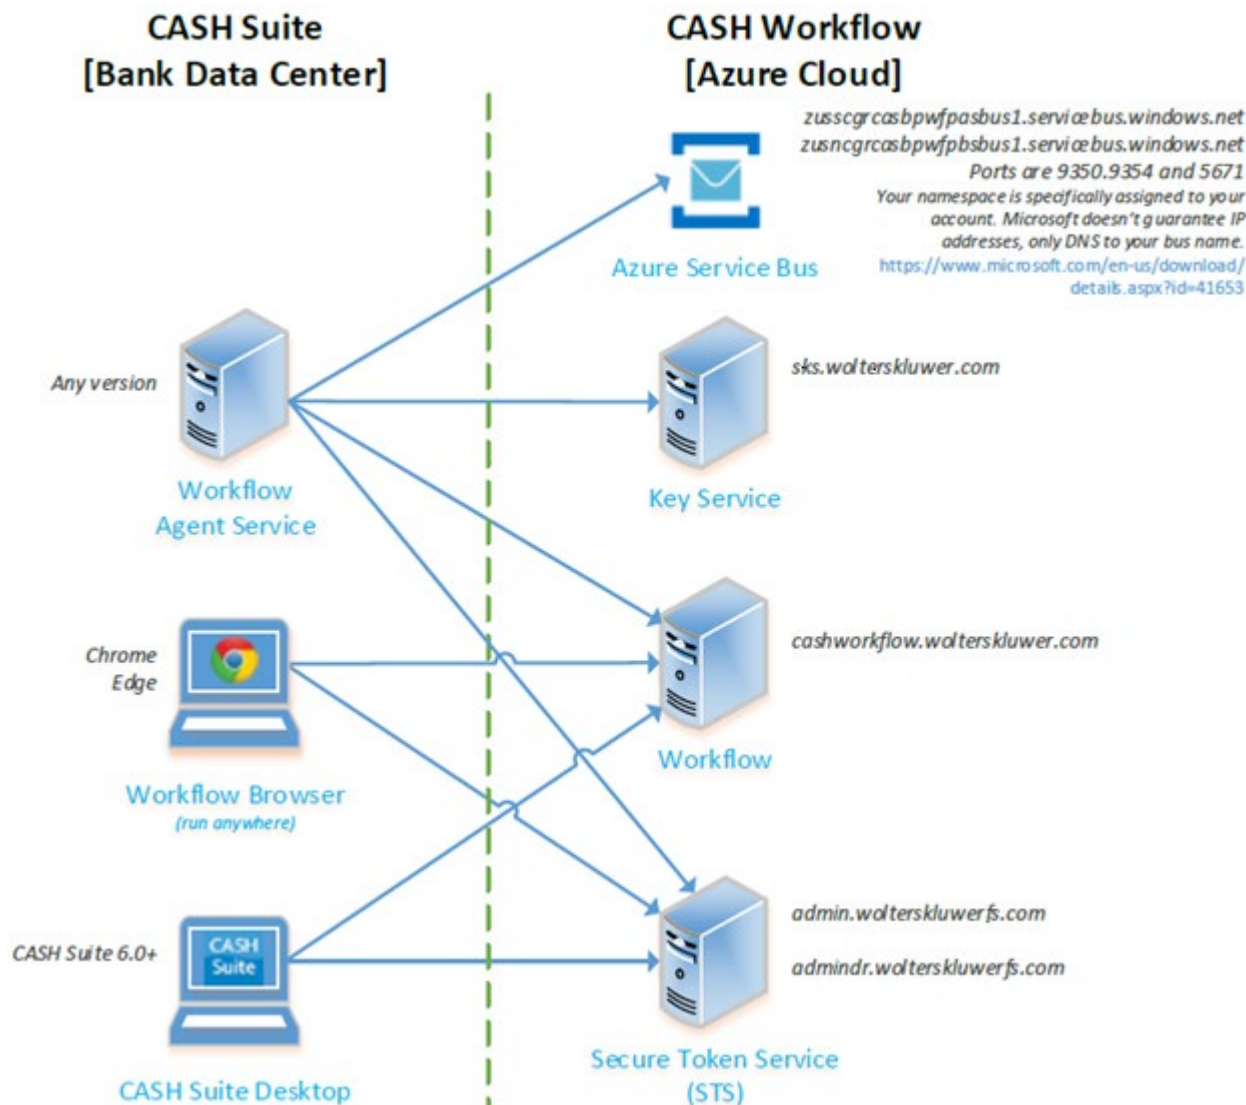 CASH Suite
[Bank Data Center]
CASH Workflow
[Azure Cloud]
zusscgrcasbpwfpasbus1.servicebus.windows.net
zusncgrcasbpwfpbsbus1.servicebus.windows.net
Ports are 9350.9354 and 5671
Your namespace is specifically assigned to your
account. Microsoft doesn't guarantee IP
addresses, only DNS to your bus name.
https://www.microsoft.com/en-us/download/
details.aspx?id=41653
Azure Service Bus
Any version
Workflow
Agent Service
sks.wolterskluwer.com
Key Service
Chrome
Edge
Workflow Browser
(run anywhere)
cashworkflow.wolterskluwer.com
Workflow
CASH Suite 6.0+
CASH
Suite
CASH Suite Desktop
admin.wolterskluwerfs.com
admindr.wolterskluwerfs.com
Secure Token Service
(STS)